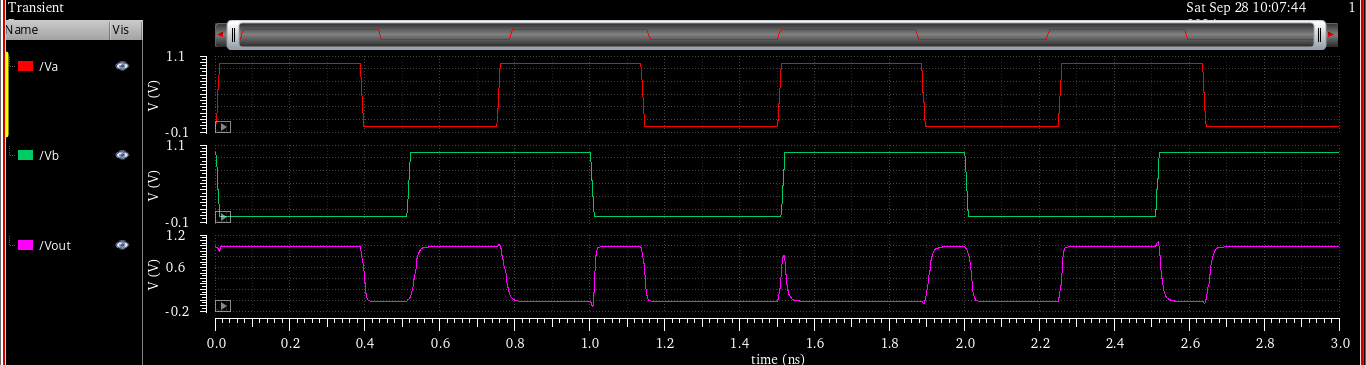 Transient
Sat Sep 28 10:07:44 1
Name Vis
/Va
1.1
V (V)
-0.1
/Vb
1.1
V (V)
-0.1
/Vout
1.2
0.6
V (V)
-0.2
0.0 0.2 0.4 0.6 0.8 1.0 1.2 1.4 1.6 1.8 2.0 2.2 2.4 2.6 2.8 3.0
time (ns)